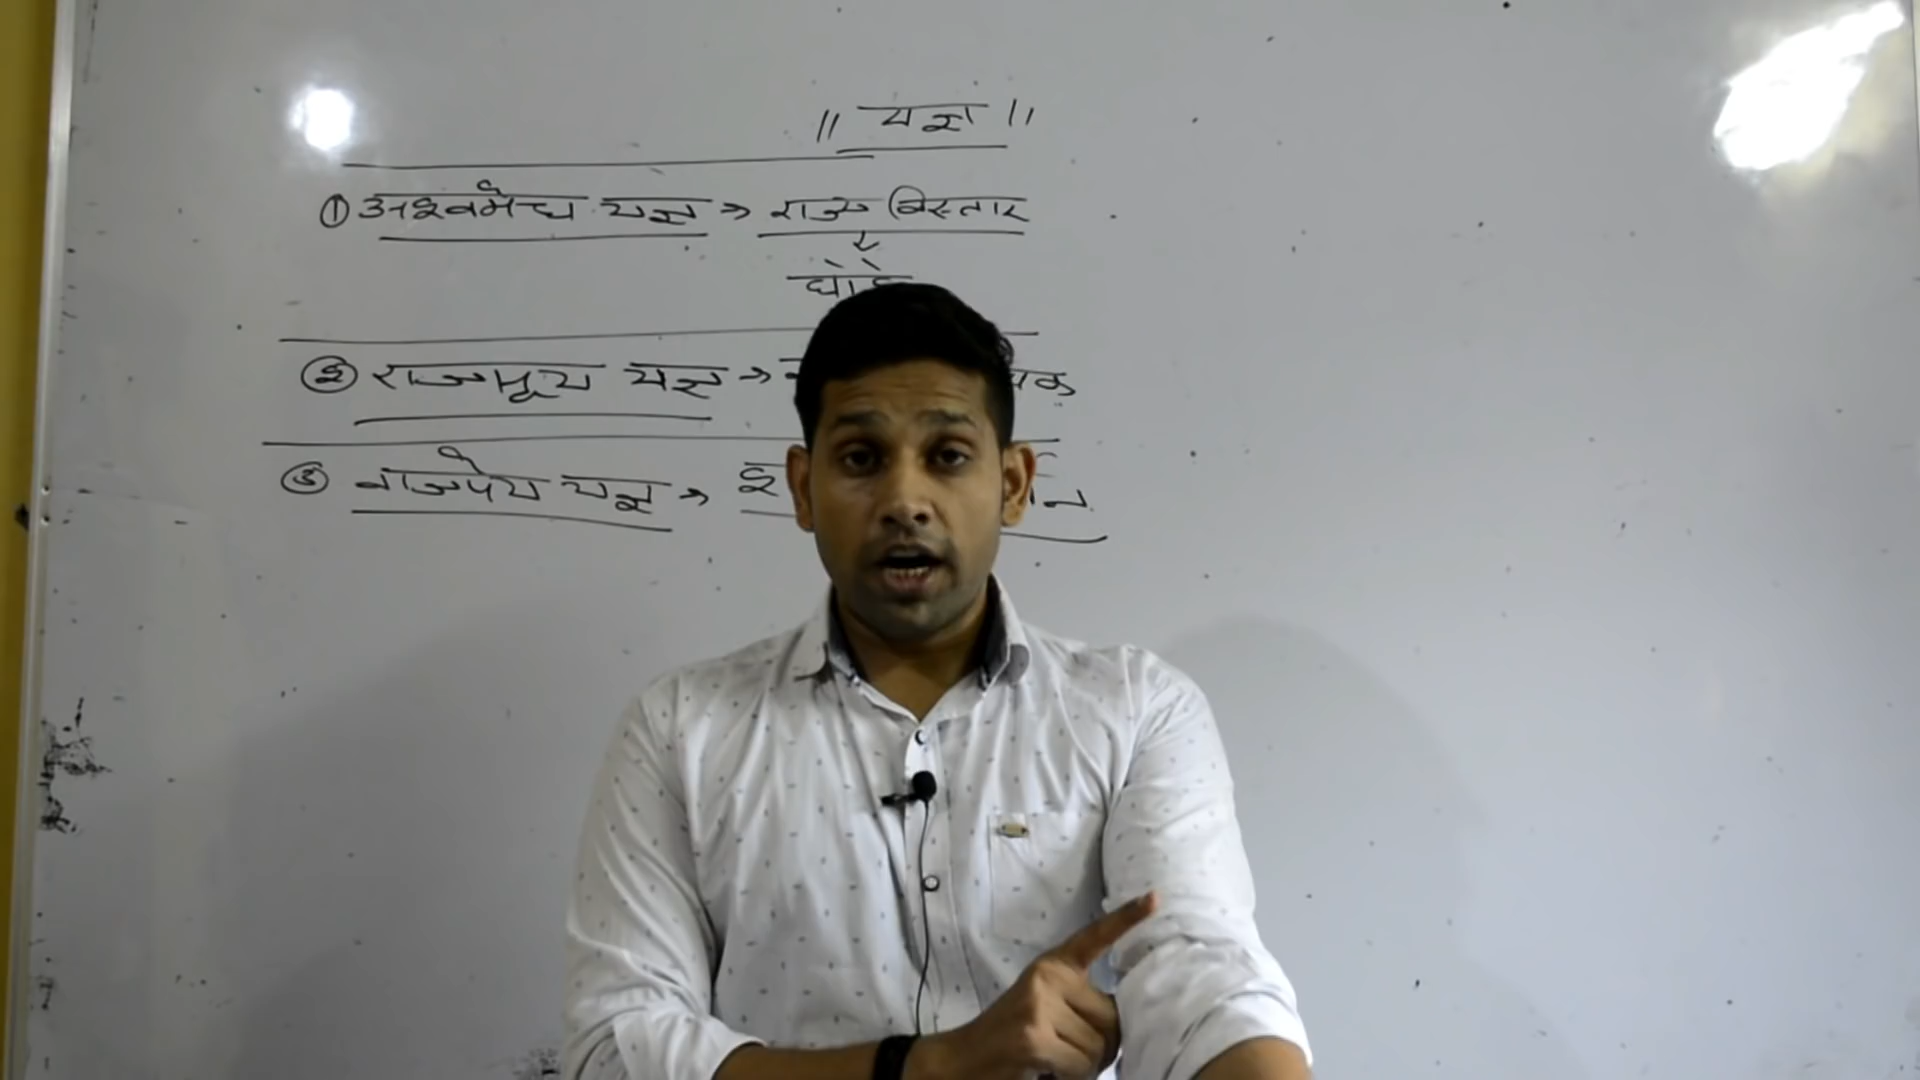 ॥ यज्ञ ॥
① अश्वमेध यज्ञ → राज्य विस्तार
घोड़े
② राजसूय यज्ञ →
③ वाजपेय यज्ञ →